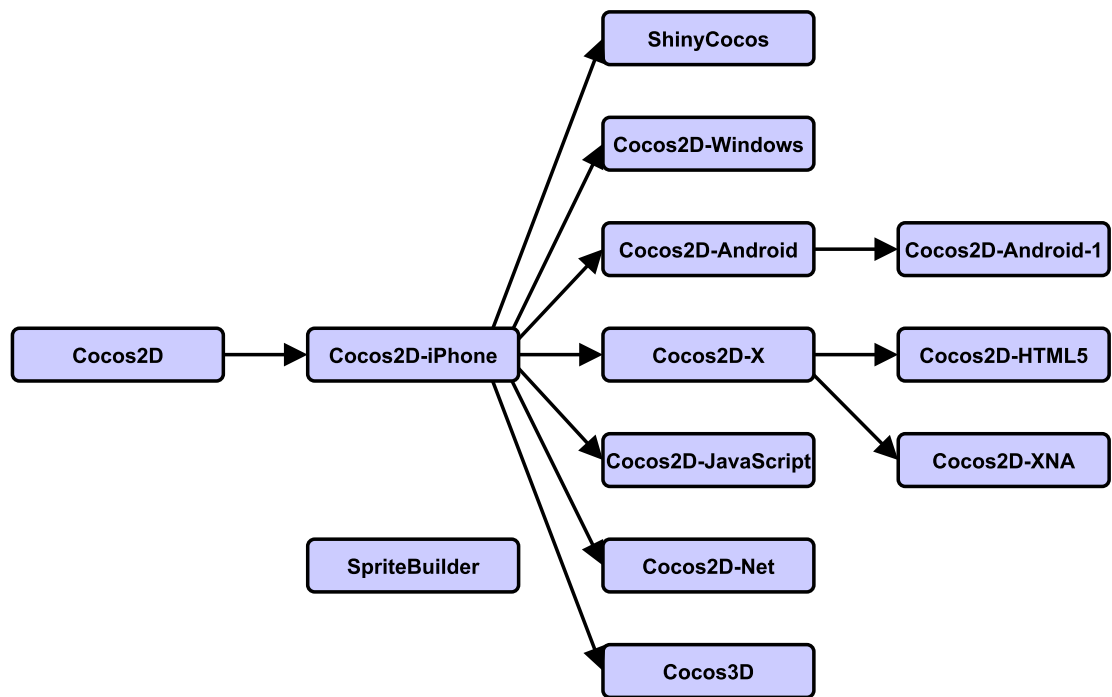 ShinyCocos
Cocos2D-Windows
Cocos2D-Android
Cocos2D-Android-1
Cocos2D
Cocos2D-iPhone
Cocos2D-X
Cocos2D-HTML5
Cocos2D-JavaScript
Cocos2D-XNA
SpriteBuilder
Cocos2D-Net
Cocos3D